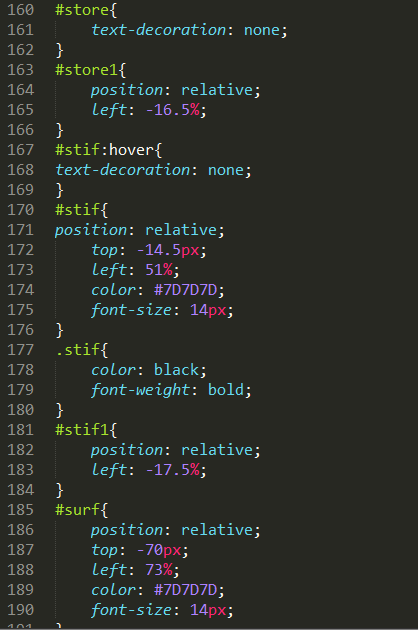 160 #store{
161     text-decoration: none;
162 }
163 #store1{
164     position: relative;
165     left: -16.5%;
166 }
167 #stif:hover{
168 text-decoration: none;
169 }
170 #stif{
171 position: relative;
172     top: -14.5px;
173     left: 51%;
174     color: #7D7D7D;
175     font-size: 14px;
176 }
177 .stif{
178     color: black;
179     font-weight: bold;
180 }
181 #stif1{
182     position: relative;
183     left: -17.5%;
184 }
185 #surf{
186     position: relative;
187     top: -70px;
188     left: 73%;
189     color: #7D7D7D;
190     font-size: 14px;
191 }